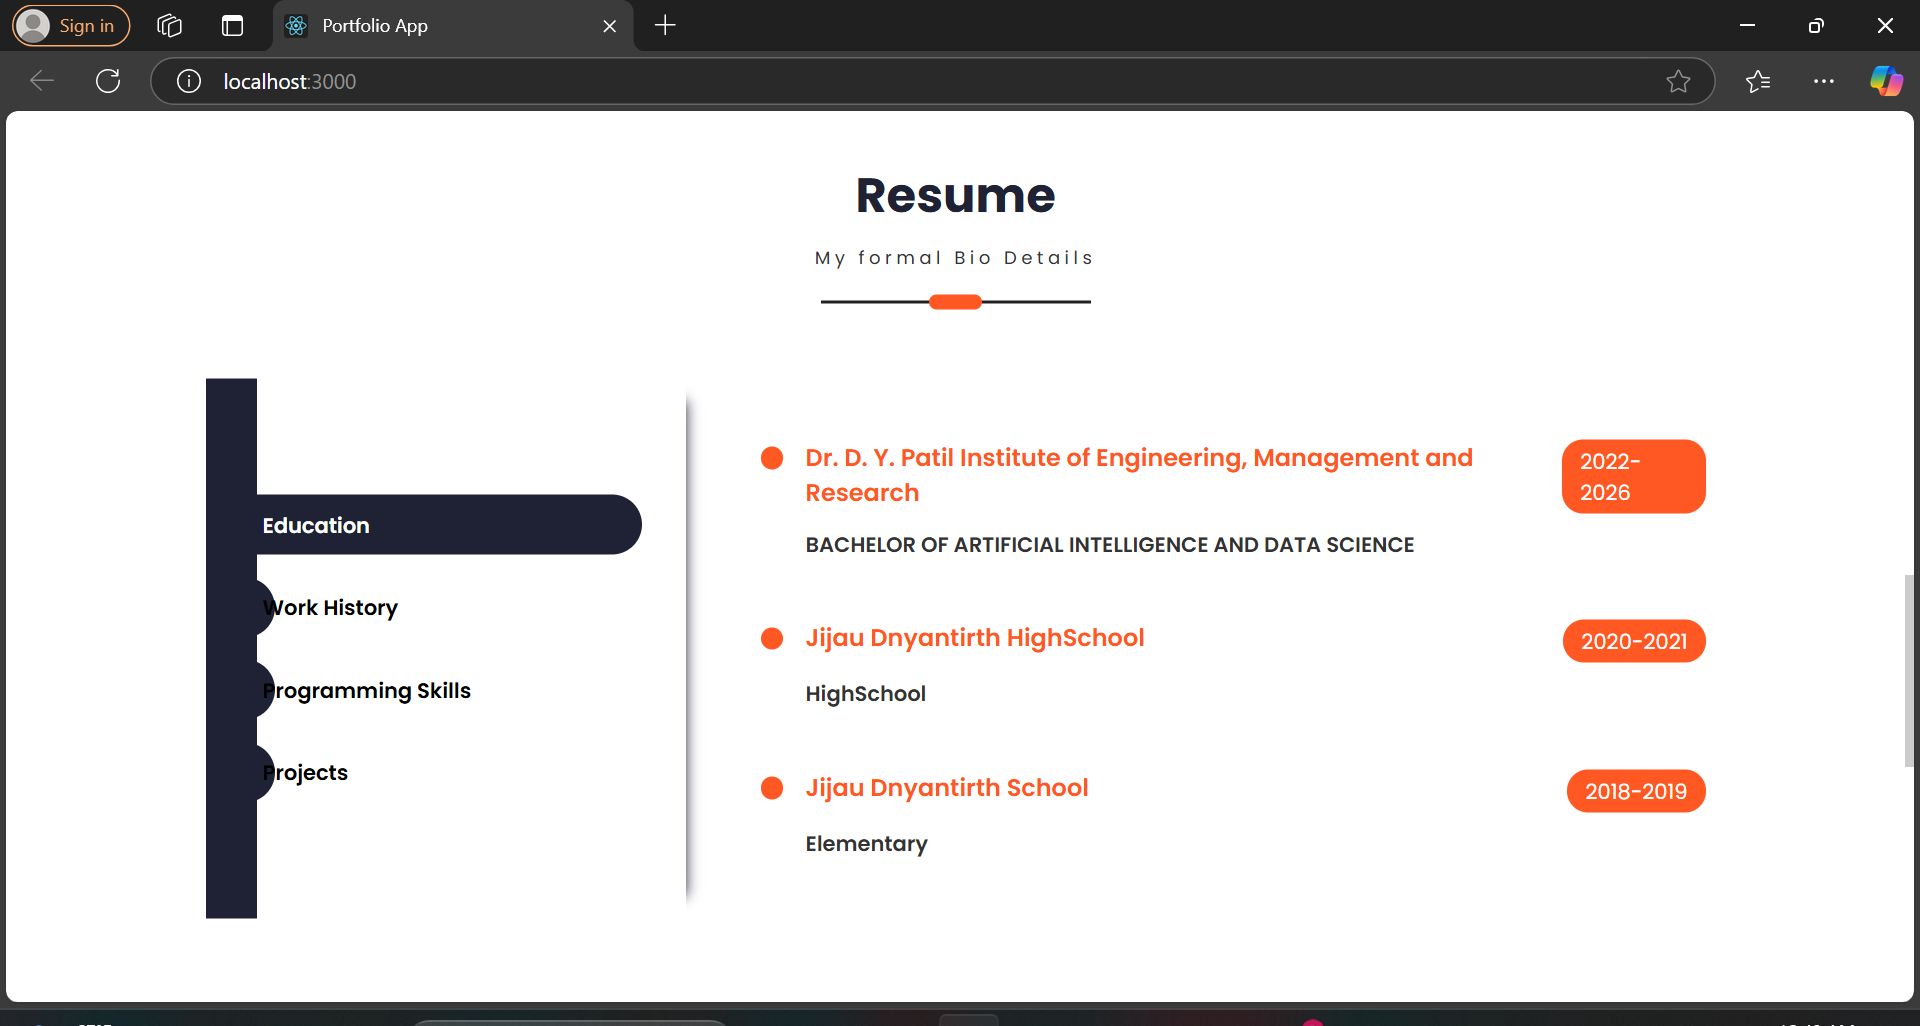 Sign in
Portfolio App
localhost:3000
Resume
My formal Bio Details
Education
Work History
Programming Skills
Projects
Dr. D. Y. Patil Institute of Engineering, Management and
Research
2022-
2026
BACHELOR OF ARTIFICIAL INTELLIGENCE AND DATA SCIENCE
Jijau Dnyantirth HighSchool
2020-2021
HighSchool
Jijau Dnyantirth School
2018-2019
Elementary